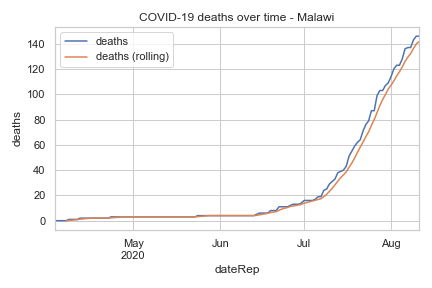 COVID-19 deaths over time - Malawi
deaths
deaths (rolling)
140
120
100
80
60
40
20
0
deaths
May
2020
Jun
Jul
Aug
dateRep